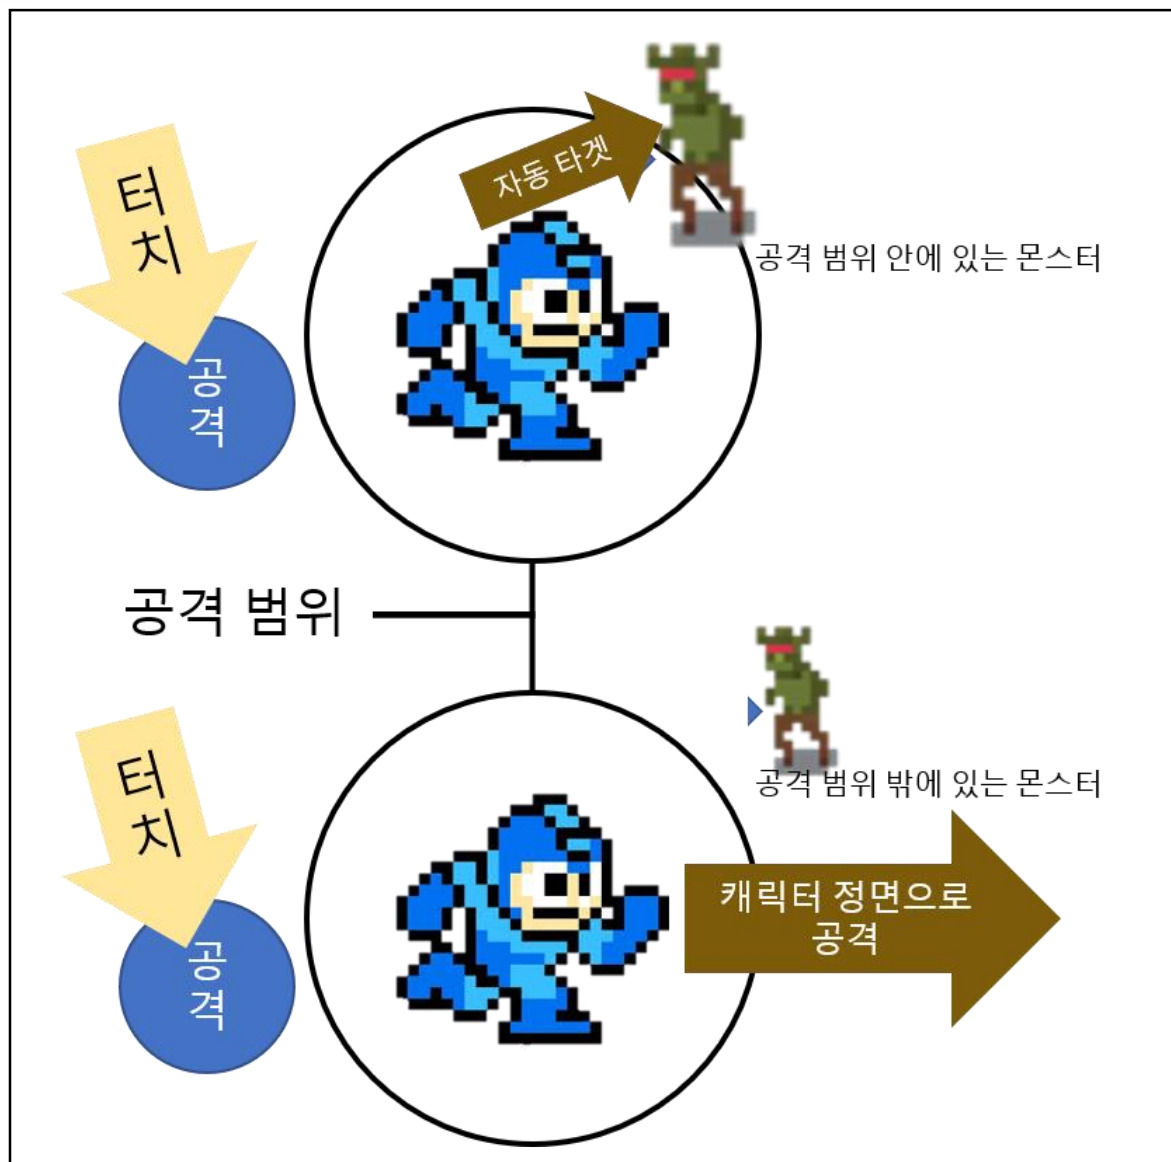 자동 타겟
터
치
공격 범위 안에 있는 몬스터
공
격
공격 범위
터
치
공격 범위 밖에 있는 몬스터
캐릭터 정면으로
공격
공
격